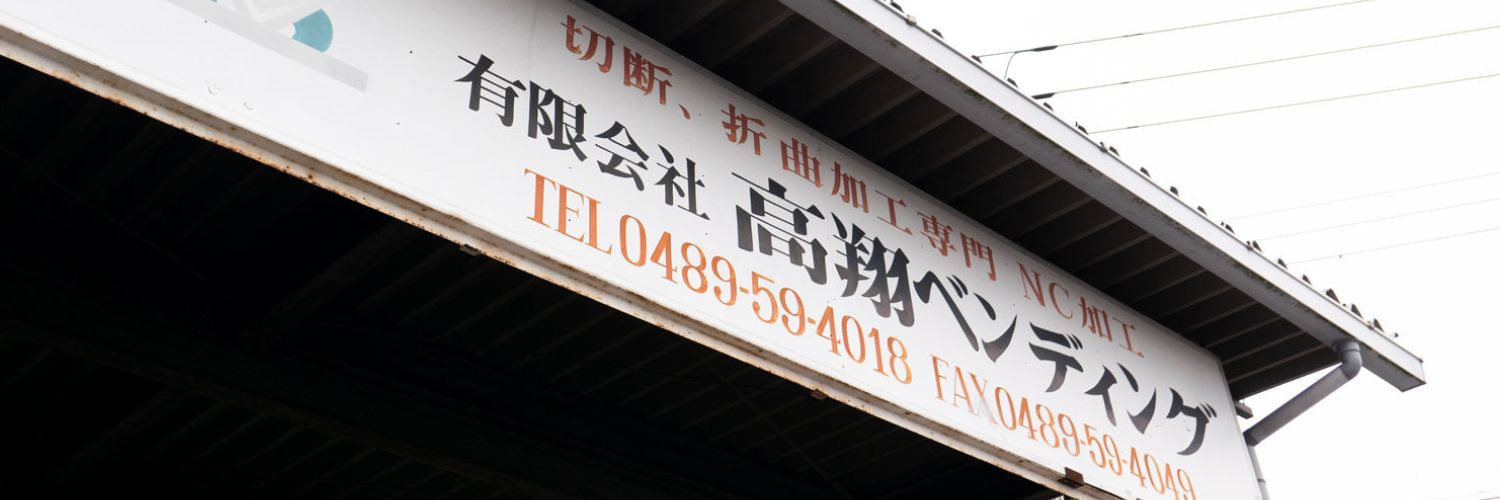 切断、折曲加工専門 NC加工
有限会社 高翔ベンディング
TEL0489-59-4018 FAX0489-59-4049